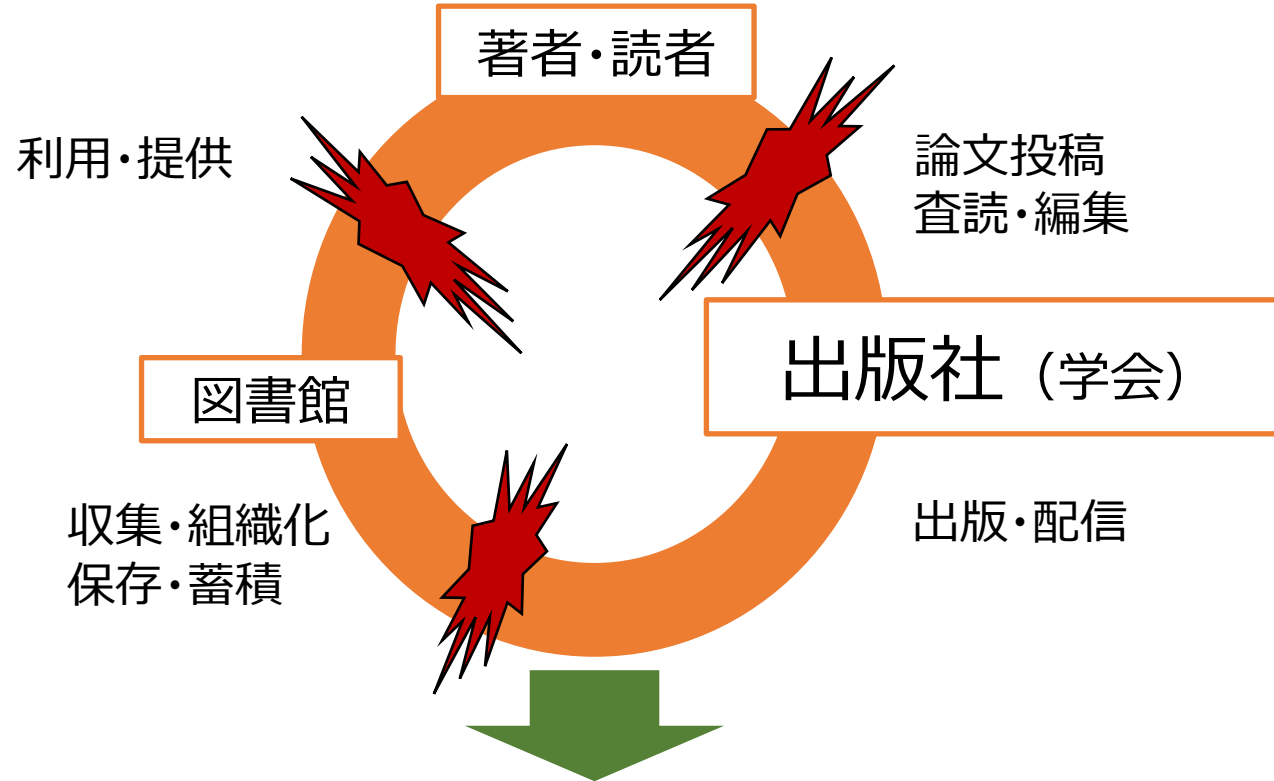 著者・読者
利用・提供
論文投稿
査読・編集
出版社（学会）
図書館
収集・組織化
保存・蓄積
出版・配信